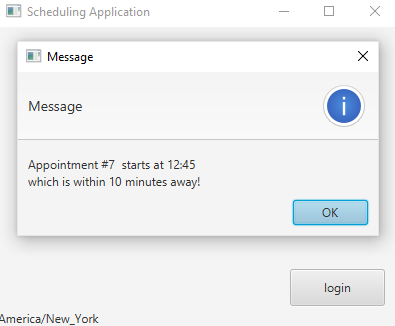 Scheduling Application
Message
Message
i
Appointment #7  starts at 12:45
which is within 10 minutes away!
OK
login
America/New_York